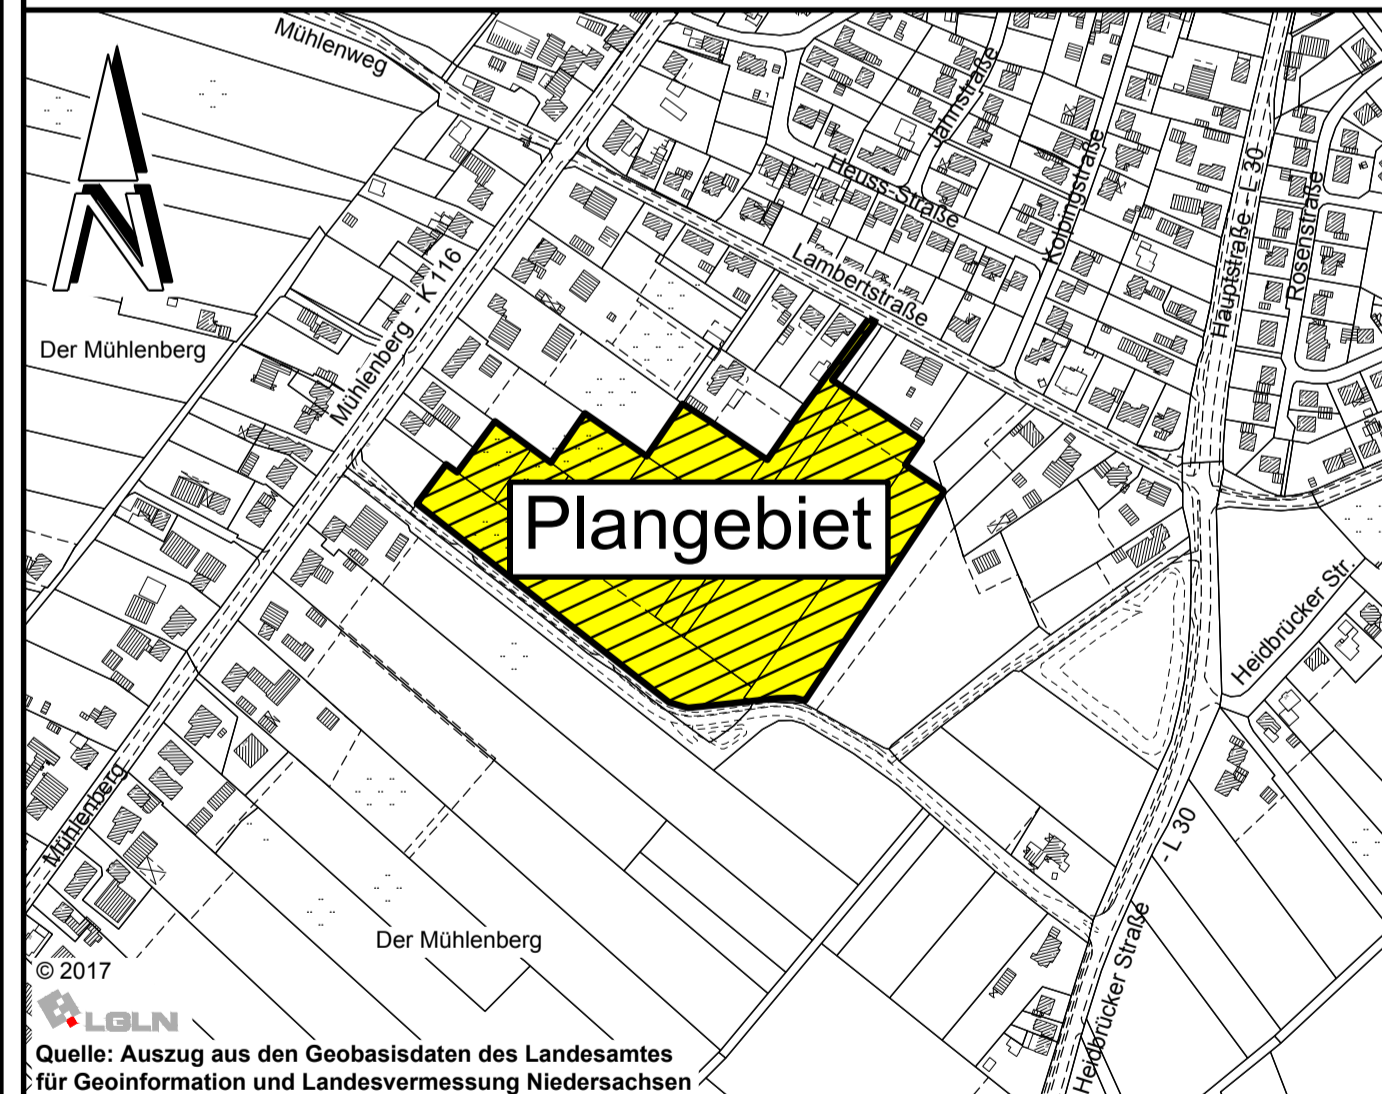 Mühlenweg
Jahnstraße
Heuss-Straße
Kolpingstraße
Hauptstraße - L 30
Rosenstraße
Lambertstraße
Mühlenberg - K 116
Der Mühlenberg
N
Plangebiet
Heidbrücker Str.
Mühlenberg
Heidbrücker Straße - L 30
Der Mühlenberg
© 2017
LGLN
Quelle: Auszug aus den Geobasisdaten des Landesamtes
für Geoinformation und Landesvermessung Niedersachsen